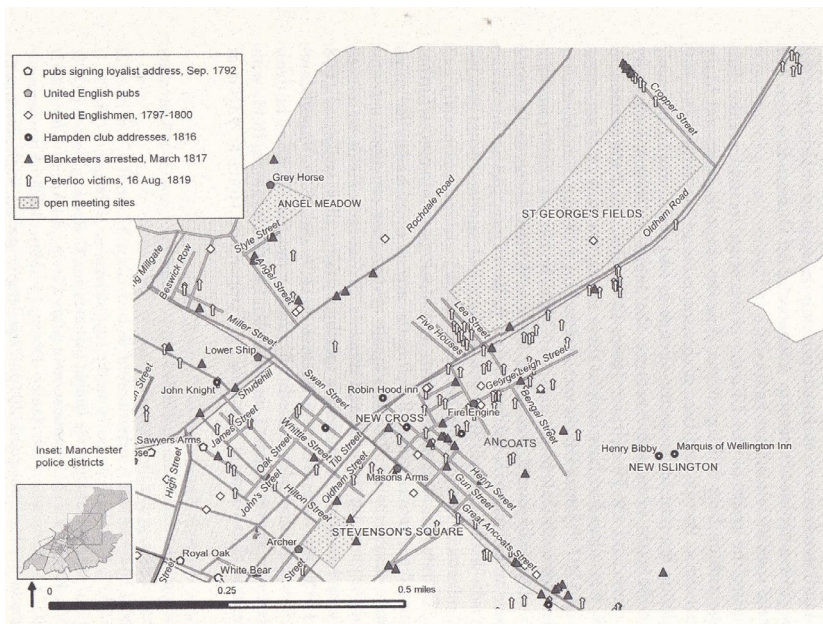 pubs signing loyalist address, Sep. 1792
United English pubs
United Englishmen, 1797-1800
Hampden club addresses, 1816
Blanketeers arrested, March 1817
Peterloo victims, 16 Aug. 1819
open meeting sites
Cropper Street
Grey Horse
ANGEL MEADOW
Rochdale Road
ST GEORGE'S FIELDS
Oldham Road
Style Street
Angel Street
Millgate
Beswick Row
Miller Street
Lee Street
Five Houses
Lower Ship
Shudehill
Swan Street
George Leigh Street
John Knight
Robin Hood inn
Bengal Street
NEW CROSS
Fire Engine
ANCOATS
James Street
Whittle Street
Tib Street
Sawyers Arms
Oak Street
Henry Bibby
Marquis of Wellington Inn
NEW ISLINGTON
Inset: Manchester
police districts
High Street
Oldham Street
Masons Arms
Henry Street
Gun Street
John's Street
Hilton Street
Great Ancoats Street
STEVENSON'S SQUARE
Archer
Royal Oak
White Bear
Street
0
0.25
0.5 miles